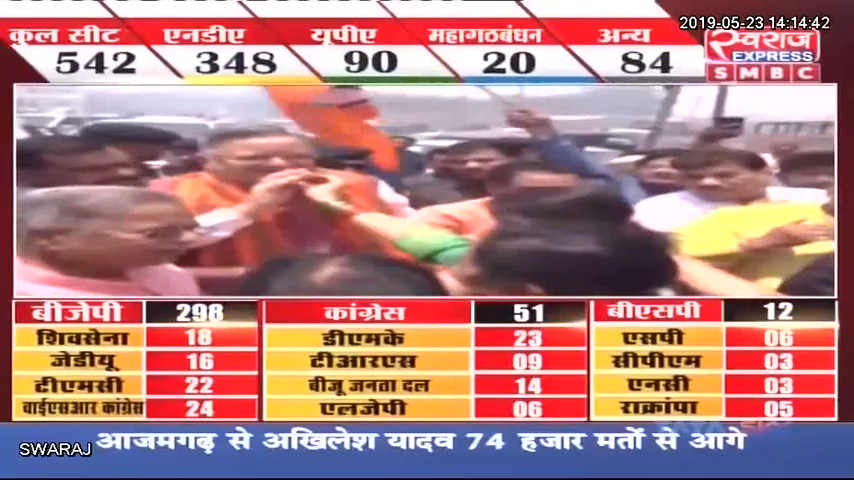 2019-05-23 14:14:42
कुल सीट एनडीए यूपीए महागठबंधन अन्य
542 348 90 20 84
स्वराज
EXPRESS
SMBC
बीजेपी 298 कांग्रेस 51 बीएसपी 12
शिवसेना 18 डीएमके 23 एसपी 06
जेडीयू 16 टीआरएस 09 सीपीएम 03
टीएमसी 22 बीजू जनता दल 14 एनसी 03
वाईएसआर कांग्रेस 24 एलजेपी 06 राकांपा 05
आजमगढ़ से अखिलेश यादव 74 हजार मतों से आगे
SWARAJ